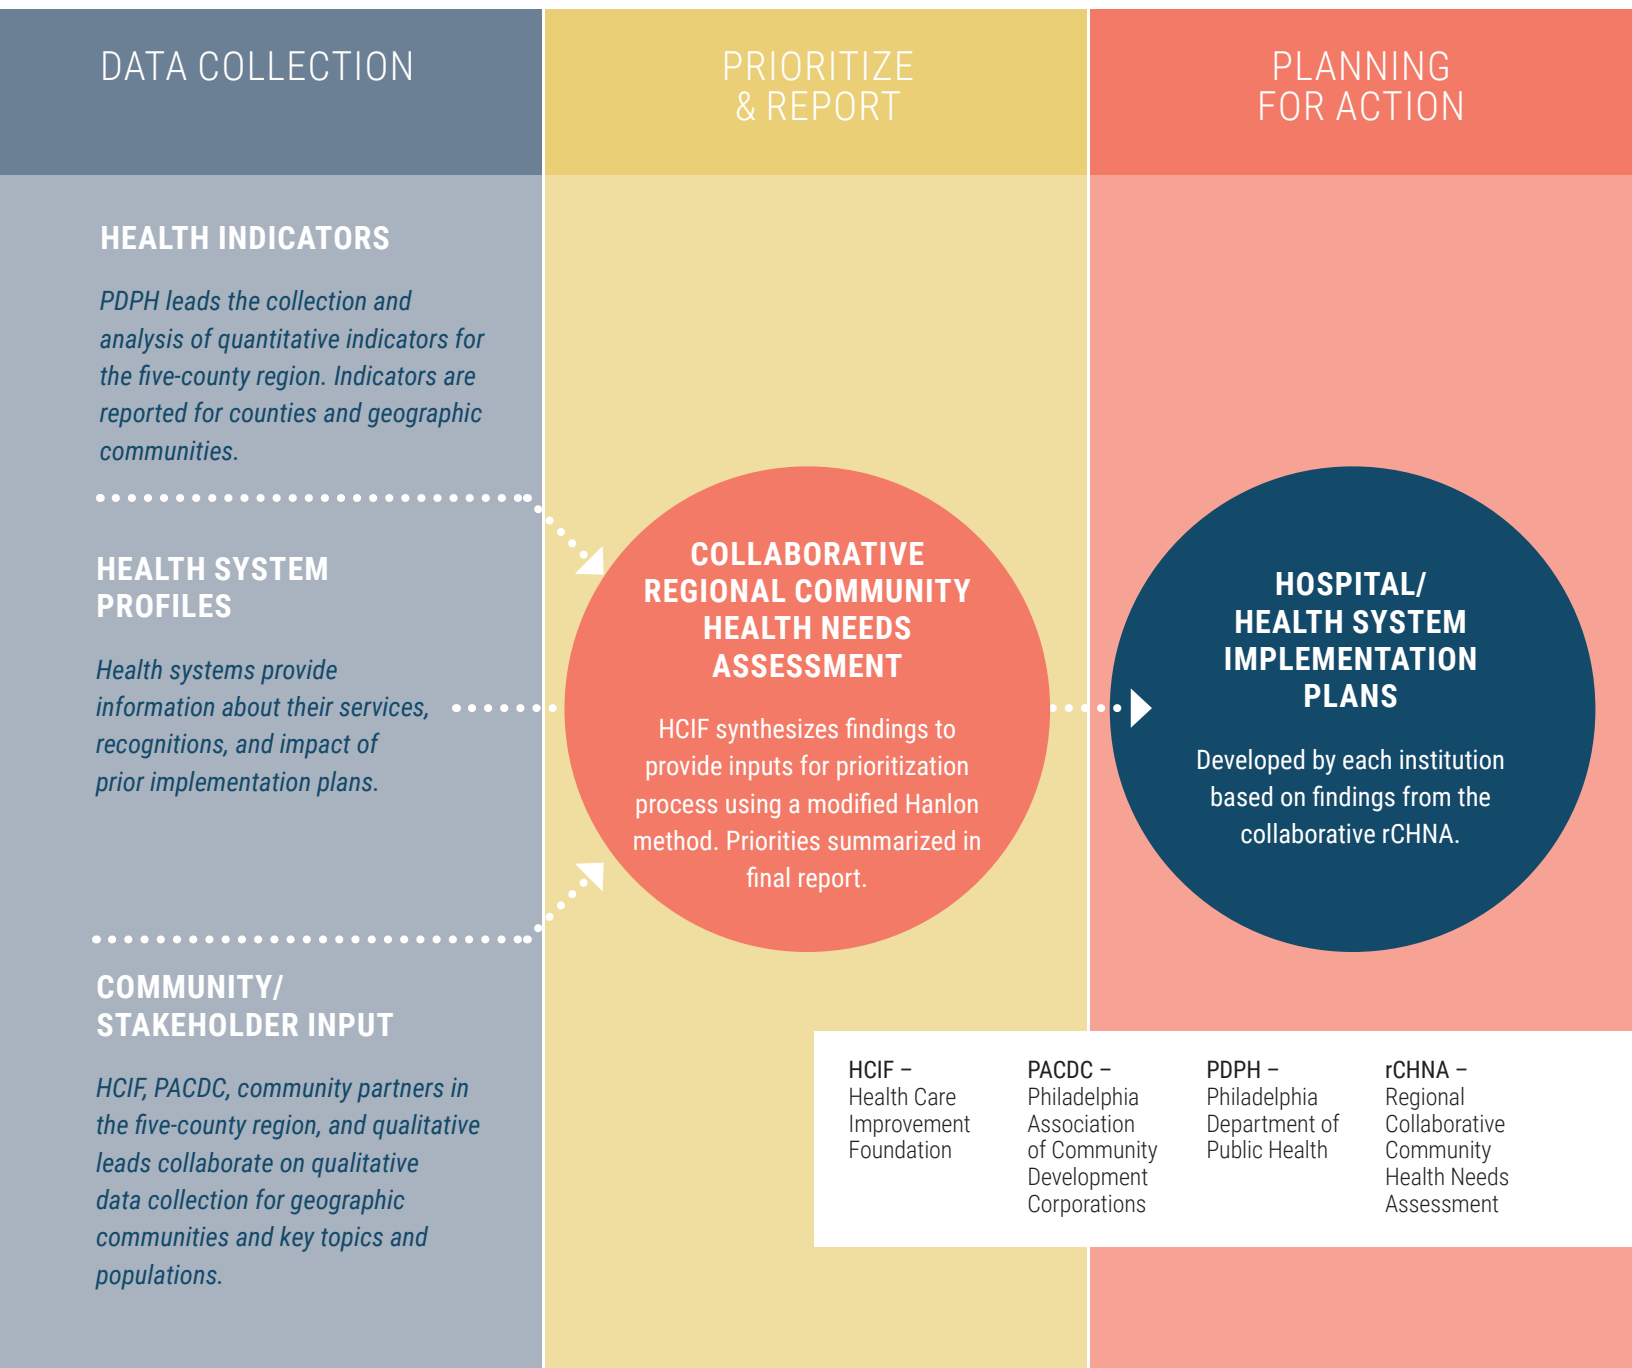 DATA COLLECTION
HEALTH INDICATORS
PDPH leads the collection and
analysis of quantitative indicators for
the five-county region. Indicators are
reported for counties and geographic
communities.
HEALTH SYSTEM
PROFILES
Health systems provide
information about their services,
recognitions, and impact of
prior implementation plans.
COMMUNITY/
STAKEHOLDER INPUT
HCIF, PACDC, community partners in
the five-county region, and qualitative
leads collaborate on qualitative
data collection for geographic
communities and key topics and
populations.
PRIORITIZE
& REPORT
COLLABORATIVE
REGIONAL COMMUNITY
HEALTH NEEDS
ASSESSMENT
HCIF synthesizes findings to
provide inputs for prioritization
process using a modified Hanlon
method. Priorities summarized in
final report.
PLANNING
FOR ACTION
HOSPITAL/
HEALTH SYSTEM
IMPLEMENTATION
PLANS
Developed by each institution
based on findings from the
collaborative rCHNA.
HCIF –
Health Care
Improvement
Foundation
PACDC –
Philadelphia
Association
of Community
Development
Corporations
PDPH –
Philadelphia
Department of
Public Health
rCHNA –
Regional
Collaborative
Community
Health Needs
Assessment